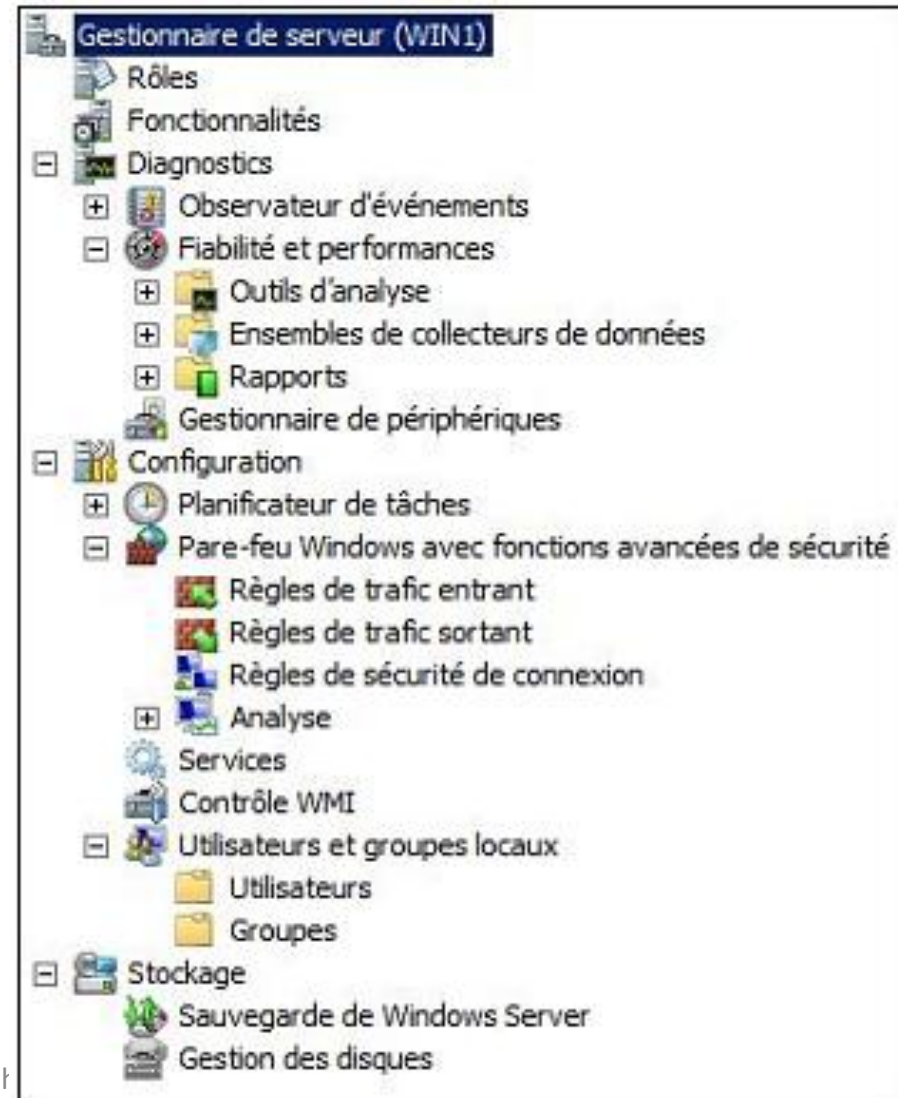 Gestionnaire de serveur (WIN1)
Rôles
Fonctionnalités
Diagnostics
Observateur d'événements
Fiabilité et performances
Outils d'analyse
Ensembles de collecteurs de données
Rapports
Gestionnaire de périphériques
Configuration
Planificateur de tâches
Pare-feu Windows avec fonctions avancées de sécurité
Règles de trafic entrant
Règles de trafic sortant
Règles de sécurité de connexion
Analyse
Services
Contrôle WMI
Utilisateurs et groupes locaux
Utilisateurs
Groupes
Stockage
Sauvegarde de Windows Server
Gestion des disques